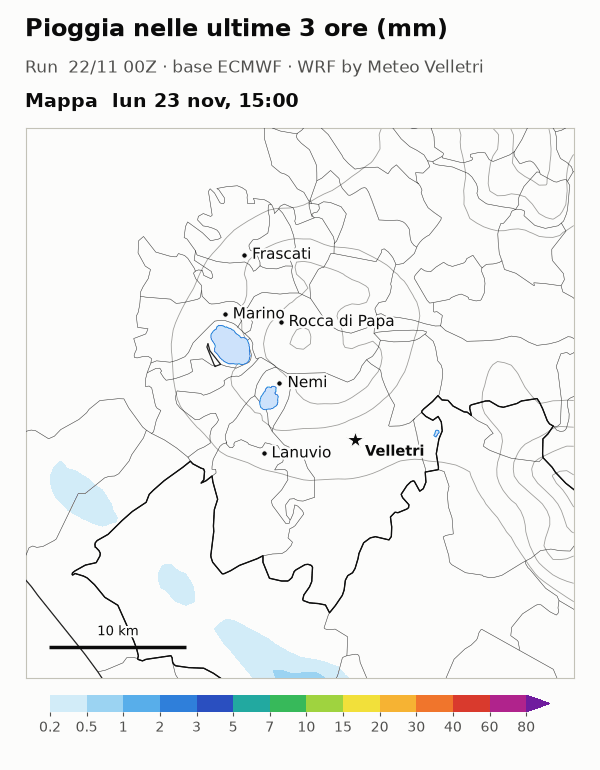 Pioggia nelle ultime 3 ore (mm)
Run  22/11 00Z · base ECMWF · WRF by Meteo Velletri
Mappa  lun 23 nov, 15:00
Frascati
Marino
Rocca di Papa
Nemi
Velletri
Lanuvio
10 km
0.2 0.5 1 2 3 5 7 10 15 20 30 40 60 80